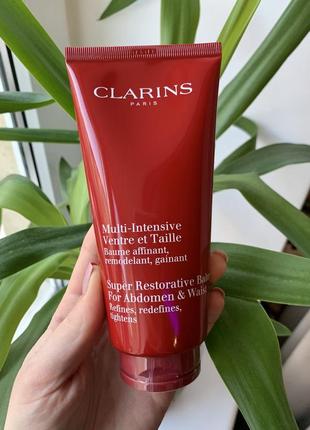 CLARINS
PARIS
Multi-Intensive
Ventre et Taille
Baume affinant,
remodelant, gainant
Super Restorative Balm
For Abdomen & Waist
Refines, redefines,
tightens